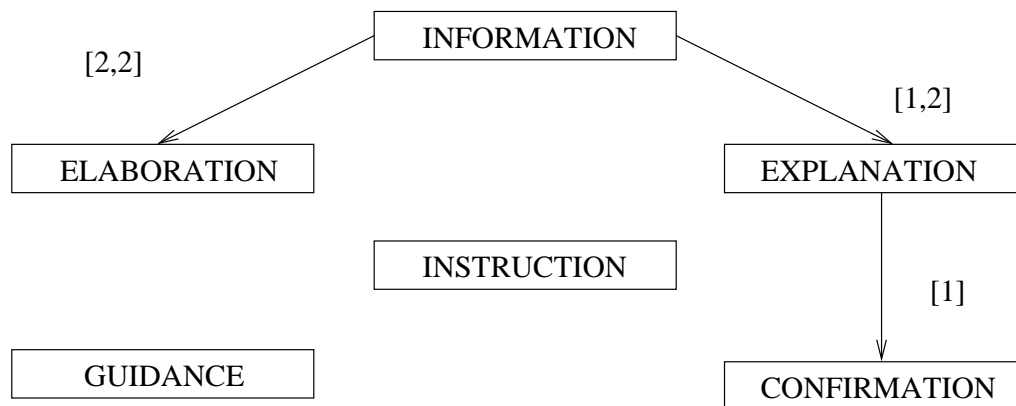 INFORMATION
[2,2]
[1,2]
ELABORATION
EXPLANATION
INSTRUCTION
[1]
GUIDANCE
CONFIRMATION